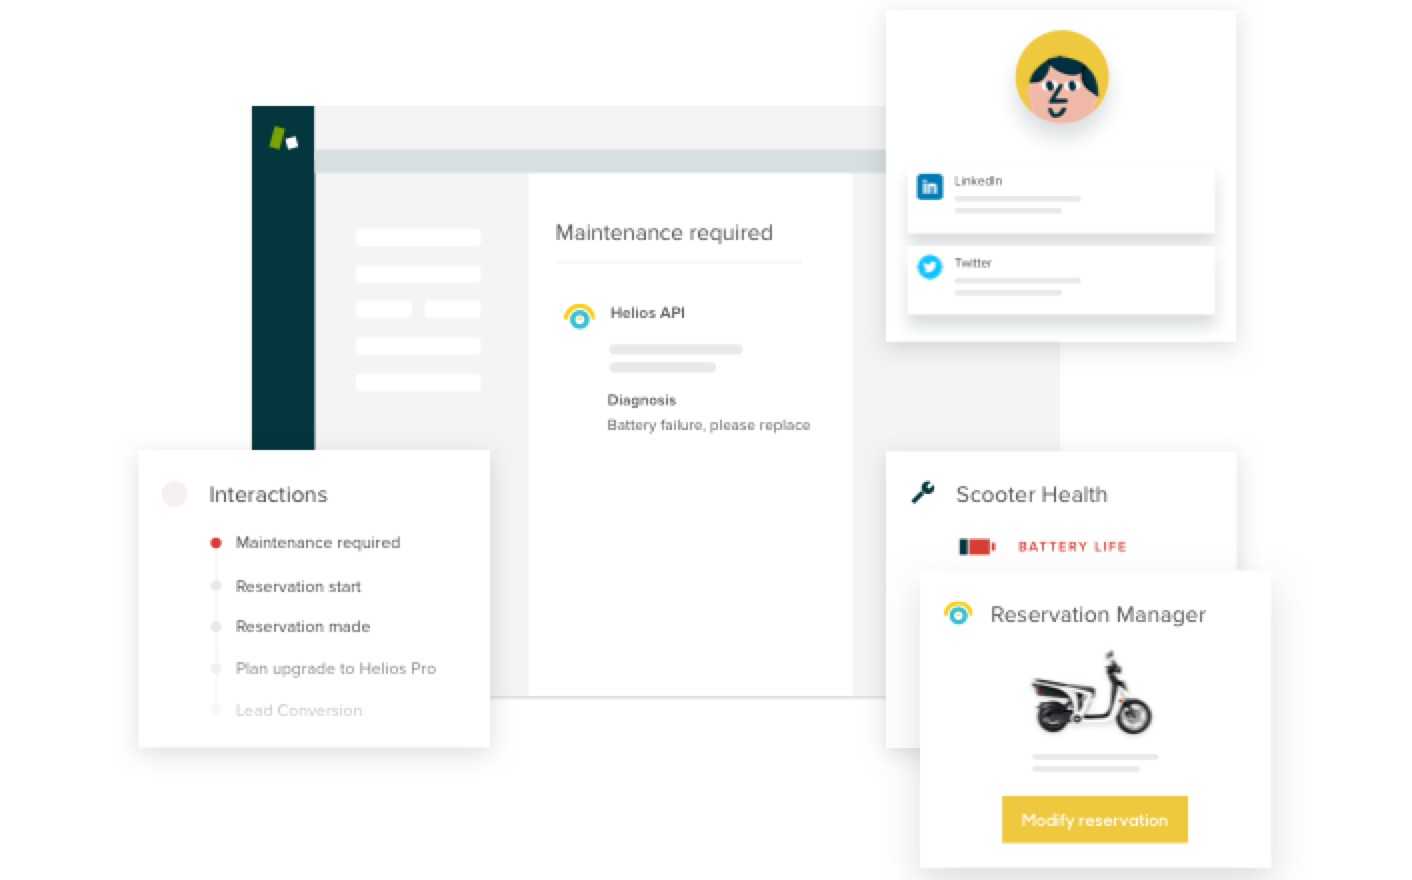 LinkedIn
Twitter
Maintenance required
Helios API
Diagnosis
Battery failure, please replace
Interactions
Maintenance required
Reservation start
Reservation made
Plan upgrade to Helios Pro
Lead Conversion
Scooter Health
BATTERY LIFE
Reservation Manager
Modify reservation